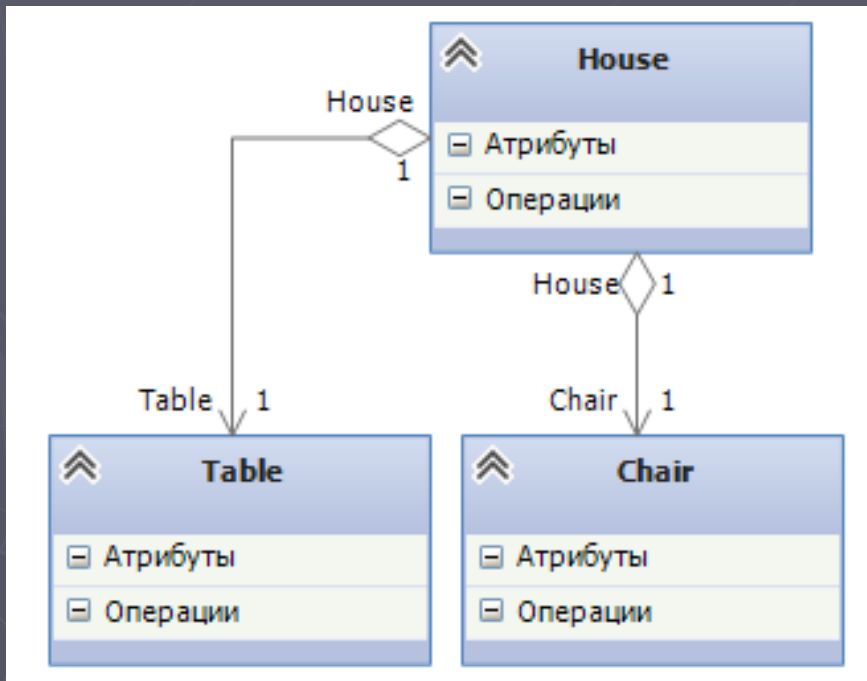 House
Атрибуты
Операции
House
1
House
1
Table
1
Chair
1
Table
Атрибуты
Операции
Chair
Атрибуты
Операции